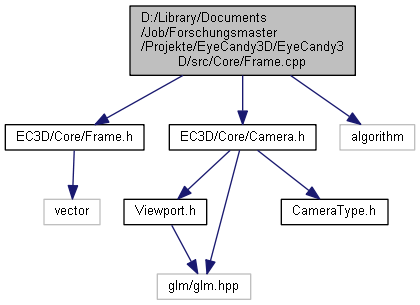 D:/Library/Documents
/Job/Forschungsmaster
/Projekte/EyeCandy3D/EyeCandy3
D/src/Core/Frame.cpp
EC3D/Core/Frame.h
EC3D/Core/Camera.h
algorithm
vector
Viewport.h
CameraType.h
glm/glm.hpp